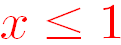 x ≤ 1